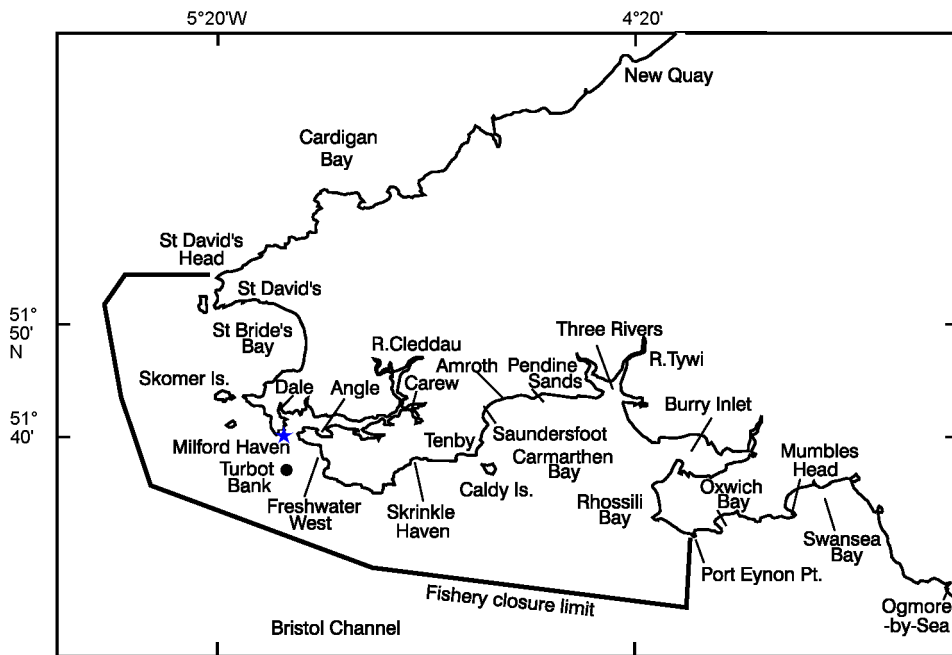 5°20'W
4°20'
New Quay
Cardigan
Bay
St David's
Head
St David's
51°
50'
N
St Bride's
Bay
Three Rivers
R.Cleddau
R.Tywi
Amroth
Pendine
Sands
Skomer Is.
Dale
Angle
Carew
Burry Inlet
51°
40'
Milford Haven
Tenby
Saundersfoot
Carmarthen
Bay
Mumbles
Head
Turbot
Bank
Caldy Is.
Oxwich
Bay
Rhossili
Bay
Freshwater
West
Skrinkle
Haven
Swansea
Bay
Port Eynon Pt.
Fishery closure limit
Ogmore
-by-Sea
Bristol Channel